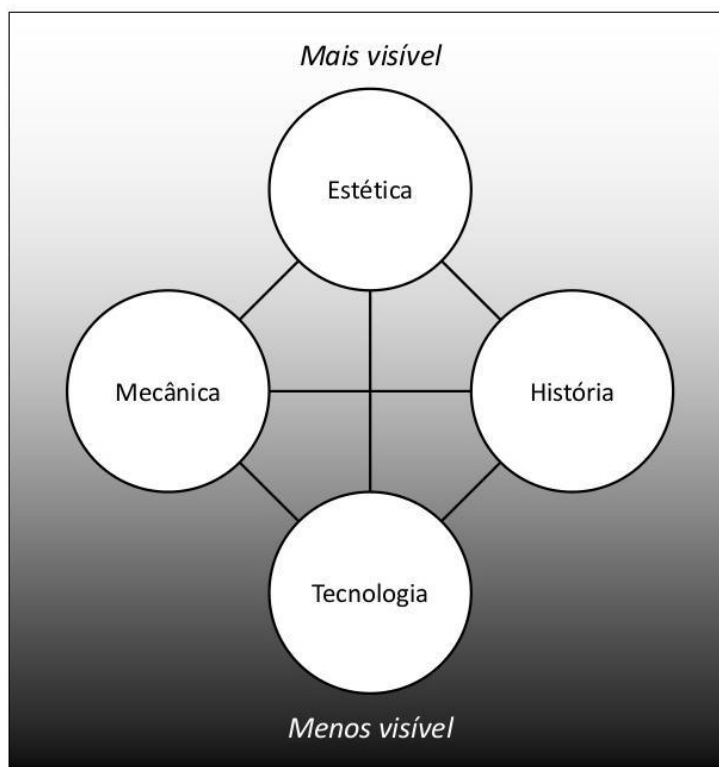 Mais visível
Estética
Mecânica
História
Tecnologia
Menos visível